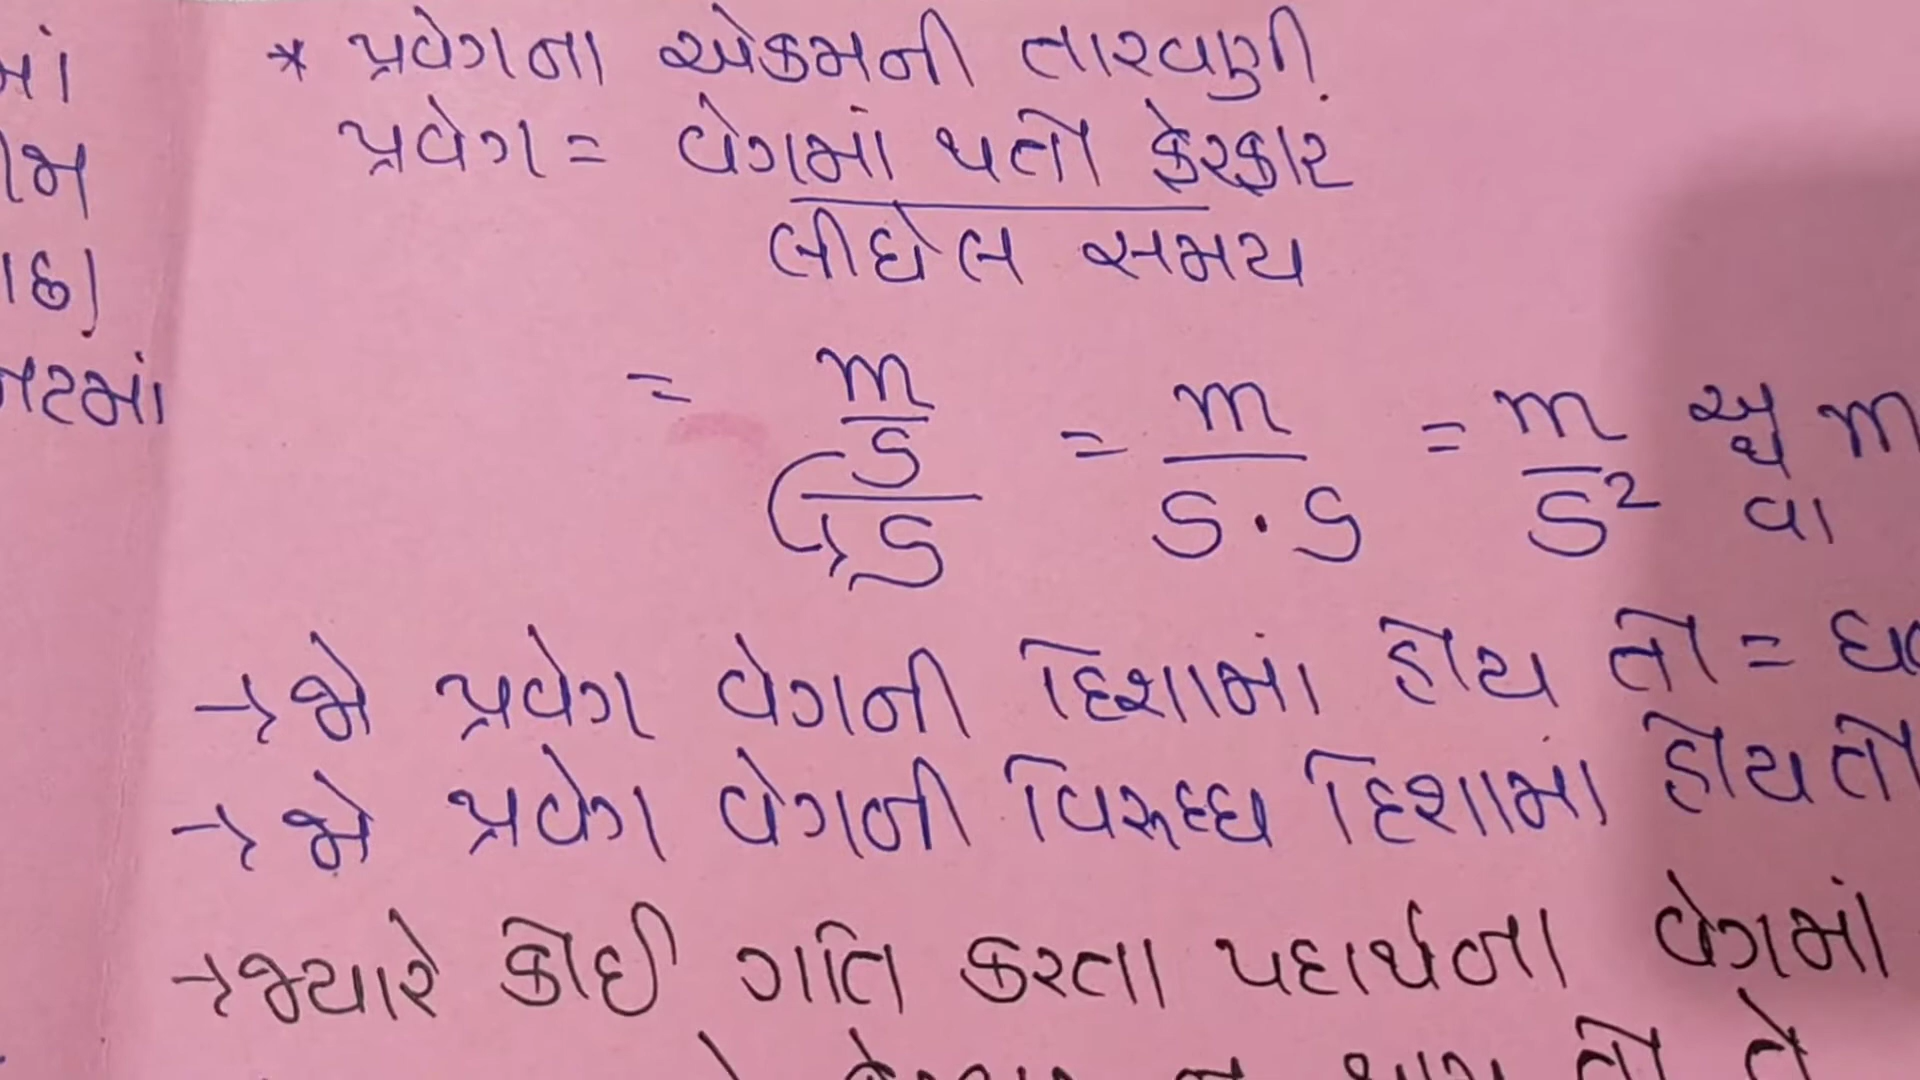 * પ્રવેગના એકમની તારવણી.
પ્રવેગ = વેગમાં થતો ફેરફાર
લીધેલ સમય
= m/s / s = m / s·s = m / s² અથવા m
→ જો પ્રવેગ વેગની દિશામાં હોય તો =
→ જો પ્રવેગ વેગની વિરુધ્ધ દિશામાં હોય તો
→ જ્યારે કોઈ ગતિ કરતા પદાર્થના વેગમાં